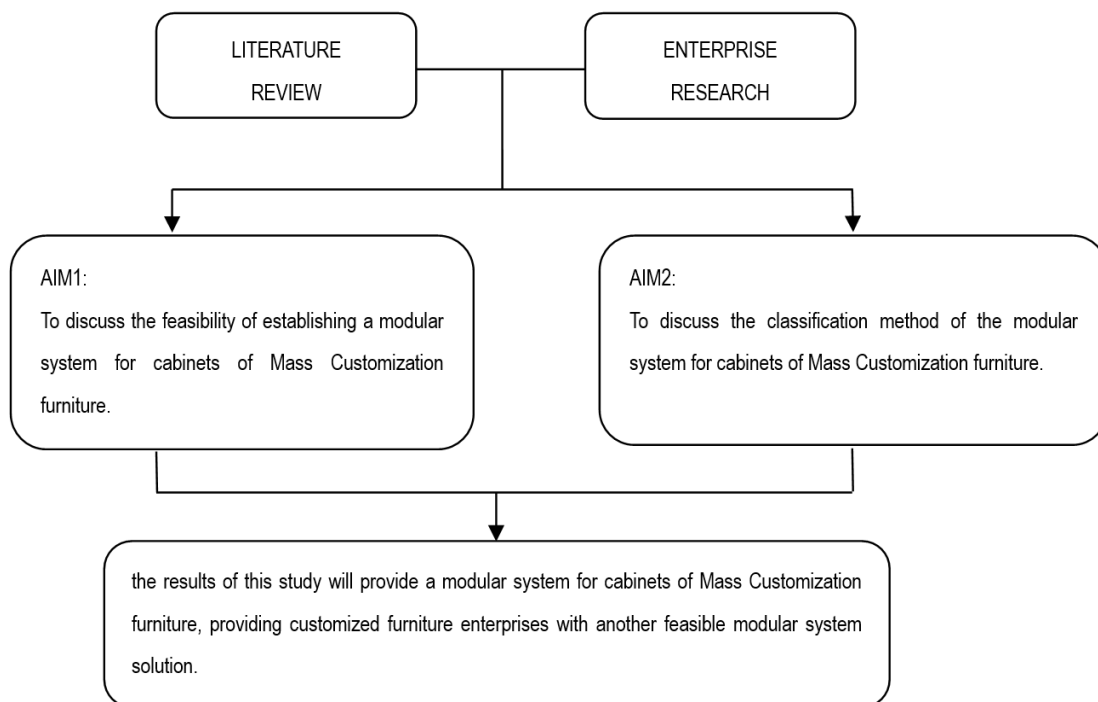 LITERATURE
REVIEW
ENTERPRISE
RESEARCH
AIM1:
To discuss the feasibility of establishing a modular
system for cabinets of Mass Customization
furniture.
AIM2:
To discuss the classification method of the modular
system for cabinets of Mass Customization furniture.
the results of this study will provide a modular system for cabinets of Mass Customization
furniture, providing customized furniture enterprises with another feasible modular system
solution.